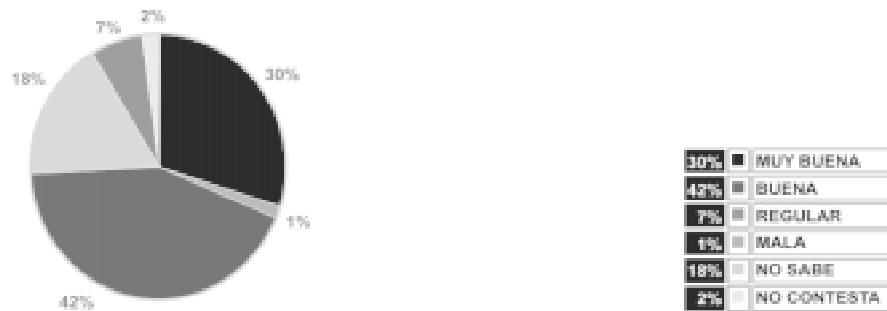 2%
7%
18%
30%
1%
42%
30% MUY BUENA
42% BUENA
7% REGULAR
1% MALA
18% NO SABE
2% NO CONTESTA